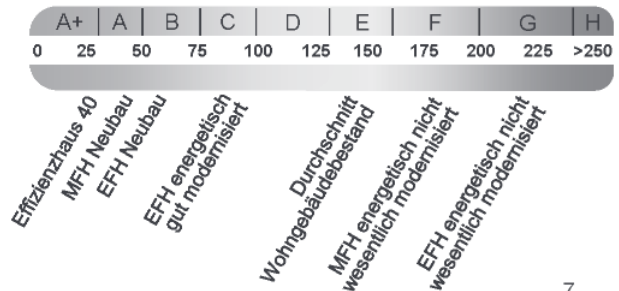 A+ A B C D E F G H
0 25 50 75 100 125 150 175 200 225 >250
Effizienzhaus 40
MFH Neubau
EFH Neubau
EFH energetisch
gut modernisiert
Durchschnitt
Wohngebäudebestand
MFH energetisch nicht
wesentlich modernisiert
EFH energetisch nicht
wesentlich modernisiert
7